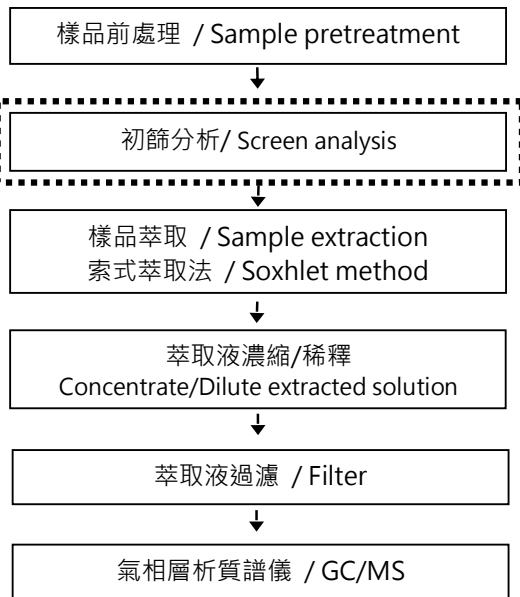 樣品前處理 / Sample pretreatment
初篩分析/ Screen analysis
樣品萃取 / Sample extraction
索式萃取法 / Soxhlet method
萃取液濃縮/稀釋
Concentrate/Dilute extracted solution
萃取液過濾 / Filter
氣相層析質譜儀 / GC/MS